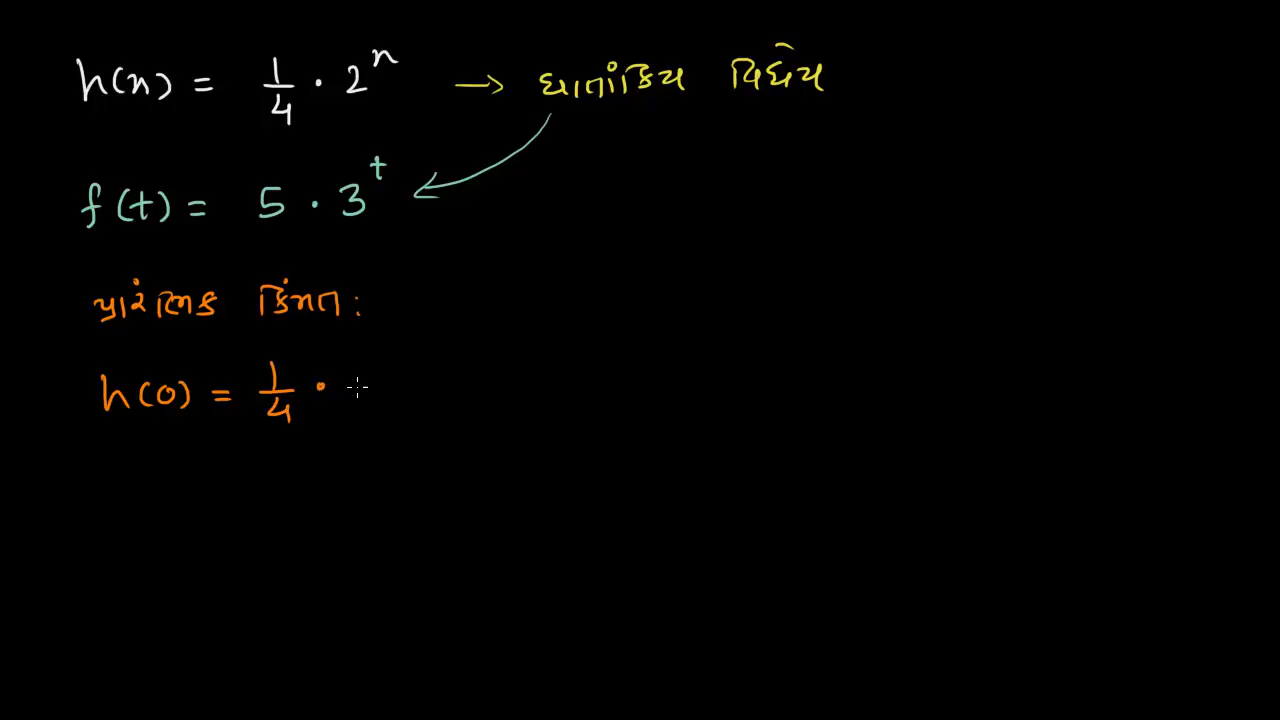 h(n) = 1/4 · 2^n → ઘાતાંકિય વિધેય
f(t) = 5 · 3^t
પ્રારંભિક કિંમત :
h(0) = 1/4 ·